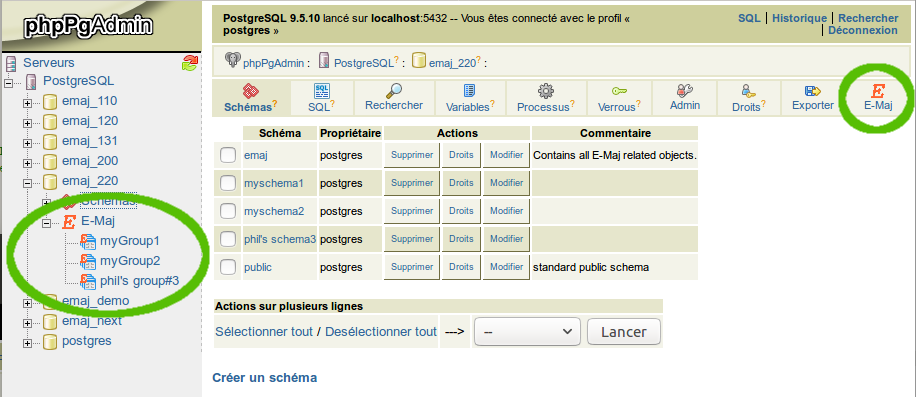 phpPgAdmin
Serveurs
PostgreSQL
emaj_110
emaj_120
emaj_131
emaj_200
emaj_220
Schémas
E-Maj
myGroup1
myGroup2
phil's group#3
emaj_demo
emaj_next
postgres
PostgreSQL 9.5.10 lancé sur localhost:5432 -- Vous êtes connecté avec le profil «
postgres »
SQL | Historique | Rechercher
| Déconnexion
phpPgAdmin : PostgreSQL? : emaj_220? :
Schémas? SQL? Rechercher Variables? Processus? Verrous? Admin Droits? Exporter E-Maj
Schéma Propriétaire Actions Commentaire
emaj postgres Supprimer Droits Modifier Contains all E-Maj related objects.
myschema1 postgres Supprimer Droits Modifier
myschema2 postgres Supprimer Droits Modifier
phil's schema3 postgres Supprimer Droits Modifier
public postgres Supprimer Droits Modifier standard public schema
Actions sur plusieurs lignes
Sélectionner tout / Desélectionner tout ---> -- Lancer
Créer un schéma